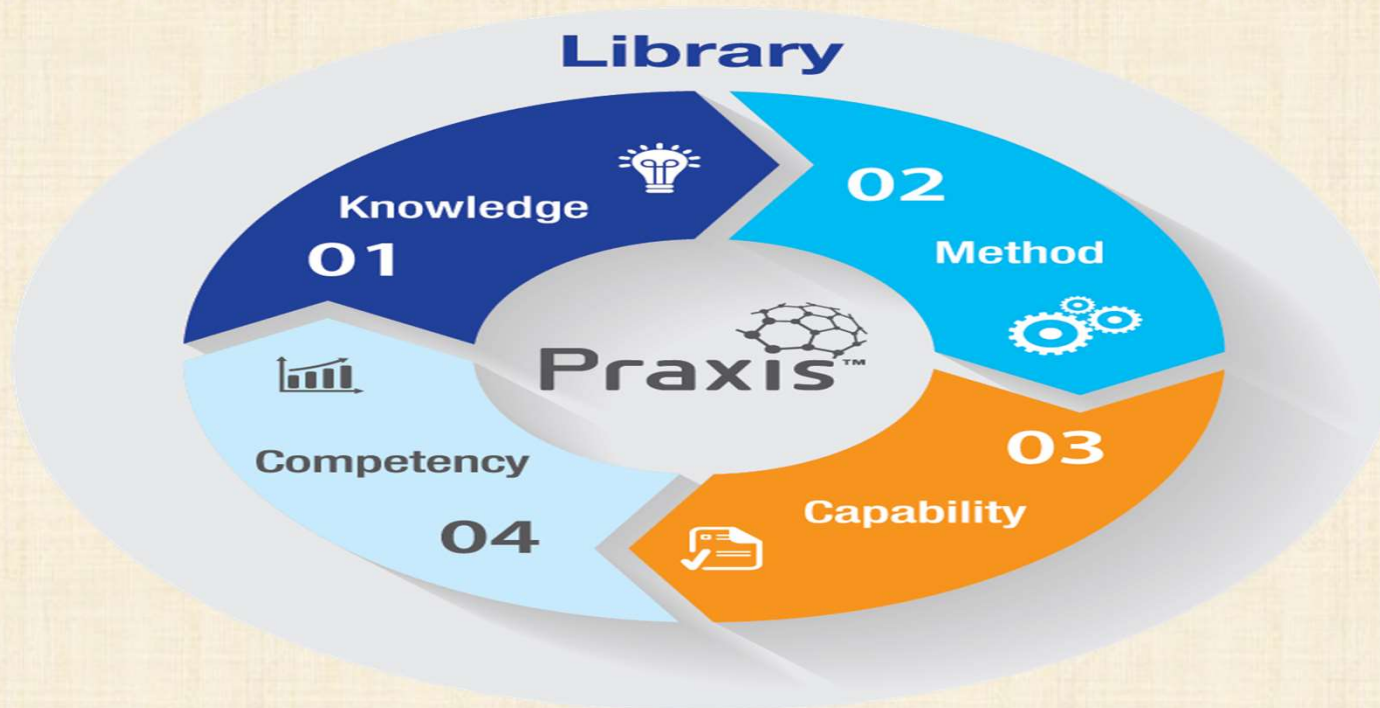 Library
Knowledge
01
02
Method
Praxis™
03
Capability
Competency
04